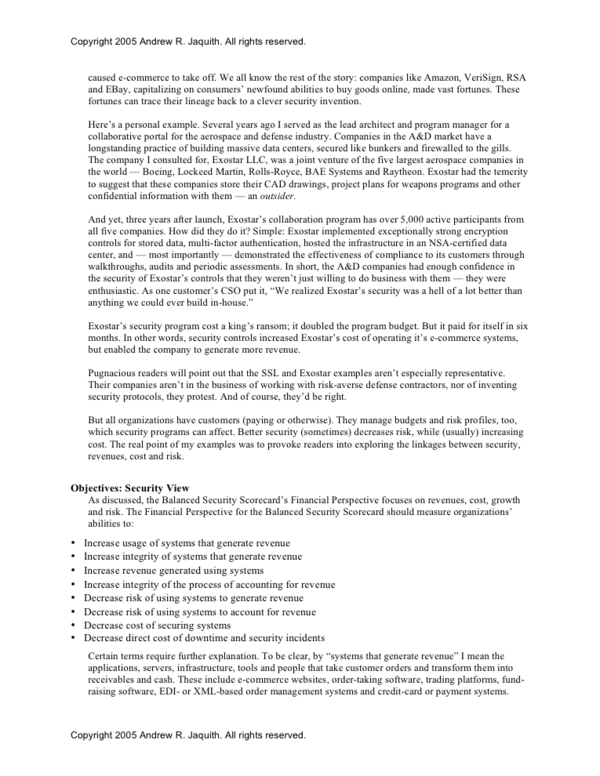 Copyright 2005 Andrew R. Jaquith. All rights reserved.
caused e-commerce to take off. We all know the rest of the story: companies like Amazon, VeriSign, RSA
and EBay, capitalizing on consumers' newfound abilities to buy goods online, made vast fortunes. These
fortunes can trace their lineage back to a clever security invention.
Here's a personal example. Several years ago I served as the lead architect and program manager for a
collaborative portal for the aerospace and defense industry. Companies in the A&D market have a
longstanding practice of building massive data centers, secured like bunkers and firewalled to the gills.
The company I consulted for, Exostar LLC, was a joint venture of the five largest aerospace companies in
the world — Boeing, Lockeed Martin, Rolls-Royce, BAE Systems and Raytheon. Exostar had the temerity
to suggest that these companies store their CAD drawings, project plans for weapons programs and other
confidential information with them — an outsider.
And yet, three years after launch, Exostar's collaboration program has over 5,000 active participants from
all five companies. How did they do it? Simple: Exostar implemented exceptionally strong encryption
controls for stored data, multi-factor authentication, hosted the infrastructure in an NSA-certified data
center, and — most importantly — demonstrated the effectiveness of compliance to its customers through
walkthroughs, audits and periodic assessments. In short, the A&D companies had enough confidence in
the security of Exostar's controls that they weren't just willing to do business with them — they were
enthusiastic. As one customer's CSO put it, "We realized Exostar's security was a hell of a lot better than
anything we could ever build in-house."
Exostar's security program cost a king's ransom; it doubled the program budget. But it paid for itself in six
months. In other words, security controls increased Exostar's cost of operating it's e-commerce systems,
but enabled the company to generate more revenue.
Pugnacious readers will point out that the SSL and Exostar examples aren't especially representative.
Their companies aren't in the business of working with risk-averse defense contractors, nor of inventing
security protocols, they protest. And of course, they'd be right.
But all organizations have customers (paying or otherwise). They manage budgets and risk profiles, too,
which security programs can affect. Better security (sometimes) decreases risk, while (usually) increasing
cost. The real point of my examples was to provoke readers into exploring the linkages between security,
revenues, cost and risk.
Objectives: Security View
As discussed, the Balanced Security Scorecard's Financial Perspective focuses on revenues, cost, growth
and risk. The Financial Perspective for the Balanced Security Scorecard should measure organizations'
abilities to:
• Increase usage of systems that generate revenue
• Increase integrity of systems that generate revenue
• Increase revenue generated using systems
• Increase integrity of the process of accounting for revenue
• Decrease risk of using systems to generate revenue
• Decrease risk of using systems to account for revenue
• Decrease cost of securing systems
• Decrease direct cost of downtime and security incidents
Certain terms require further explanation. To be clear, by "systems that generate revenue" I mean the
applications, servers, infrastructure, tools and people that take customer orders and transform them into
receivables and cash. These include e-commerce websites, order-taking software, trading platforms, fund-
raising software, EDI- or XML-based order management systems and credit-card or payment systems.
Copyright 2005 Andrew R. Jaquith. All rights reserved.